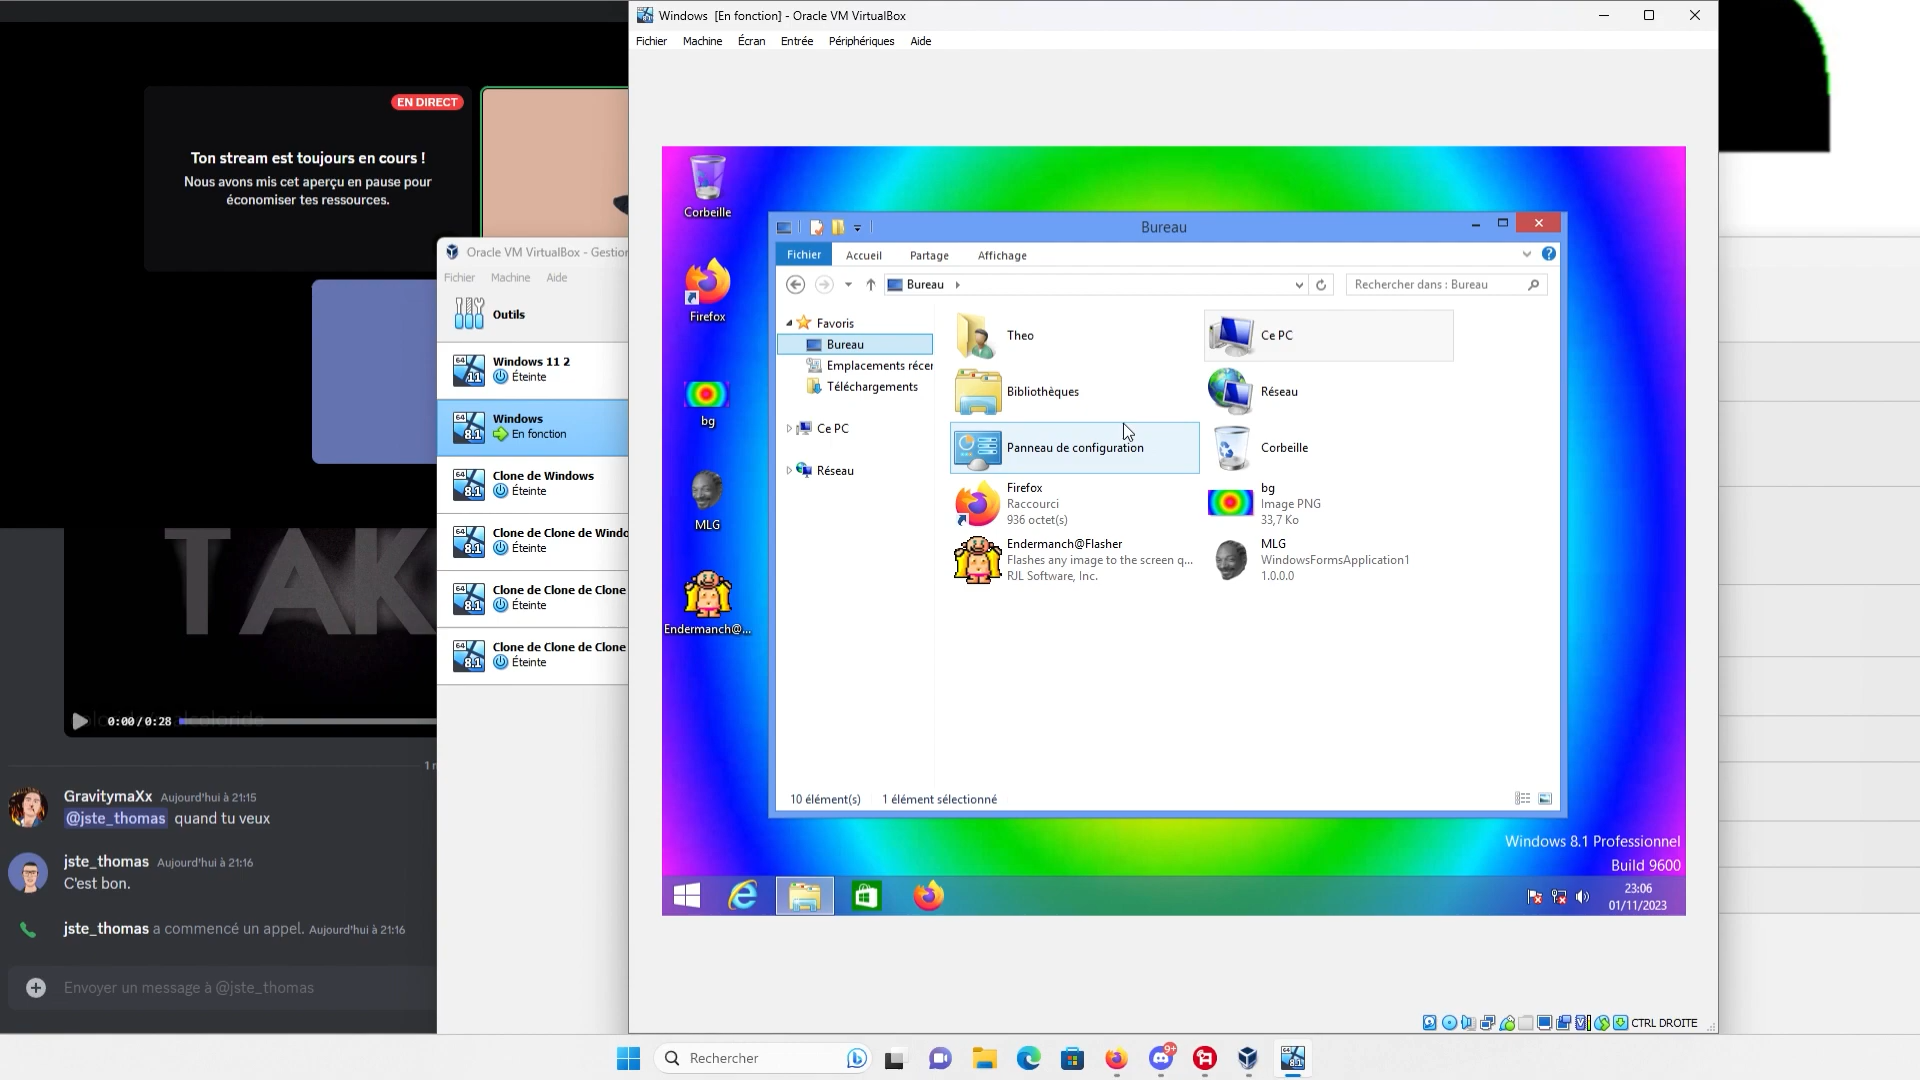 EN DIRECT
Ton stream est toujours en cours !
Nous avons mis cet aperçu en pause pour
économiser tes ressources.
TAK
0:00/0:28
GravitymaXx Aujourd'hui à 21:15
@jste_thomas quand tu veux
jste_thomas Aujourd'hui à 21:16
C'est bon.
jste_thomas a commencé un appel. Aujourd'hui à 21:16
Envoyer un message à @jste_thomas
Oracle VM VirtualBox - Gestion
Fichier Machine Aide
Outils
Windows 11 2
Éteinte
Windows
En fonction
Clone de Windows
Éteinte
Clone de Clone de Windo
Éteinte
Clone de Clone de Clone
Éteinte
Clone de Clone de Clone
Éteinte
Windows [En fonction] - Oracle VM VirtualBox
Fichier Machine Écran Entrée Périphériques Aide
Corbeille
Firefox
bg
MLG
Endermanch@...
Bureau
Fichier Accueil Partage Affichage
Bureau
Rechercher dans : Bureau
Favoris
Bureau
Emplacements récer
Téléchargements
Ce PC
Réseau
Theo
Ce PC
Bibliothèques
Réseau
Panneau de configuration
Corbeille
Firefox
Raccourci
936 octet(s)
bg
Image PNG
33,7 Ko
Endermanch@Flasher
Flashes any image to the screen q...
RJL Software, Inc.
MLG
WindowsFormsApplication1
1.0.0.0
10 élément(s) 1 élément sélectionné
Windows 8.1 Professionnel
Build 9600
23:06
01/11/2023
CTRL DROITE
Rechercher
9+